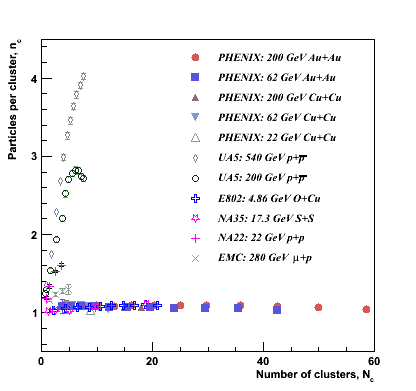 Particles per cluster, n_c
4
3
2
1
PHENIX: 200 GeV Au+Au
PHENIX: 62 GeV Au+Au
PHENIX: 200 GeV Cu+Cu
PHENIX: 62 GeV Cu+Cu
PHENIX: 22 GeV Cu+Cu
UA5: 540 GeV p+p̅
UA5: 200 GeV p+p̅
E802: 4.86 GeV O+Cu
NA35: 17.3 GeV S+S
NA22: 22 GeV p+p
EMC: 280 GeV μ+p
0 20 40 60
Number of clusters, N_c